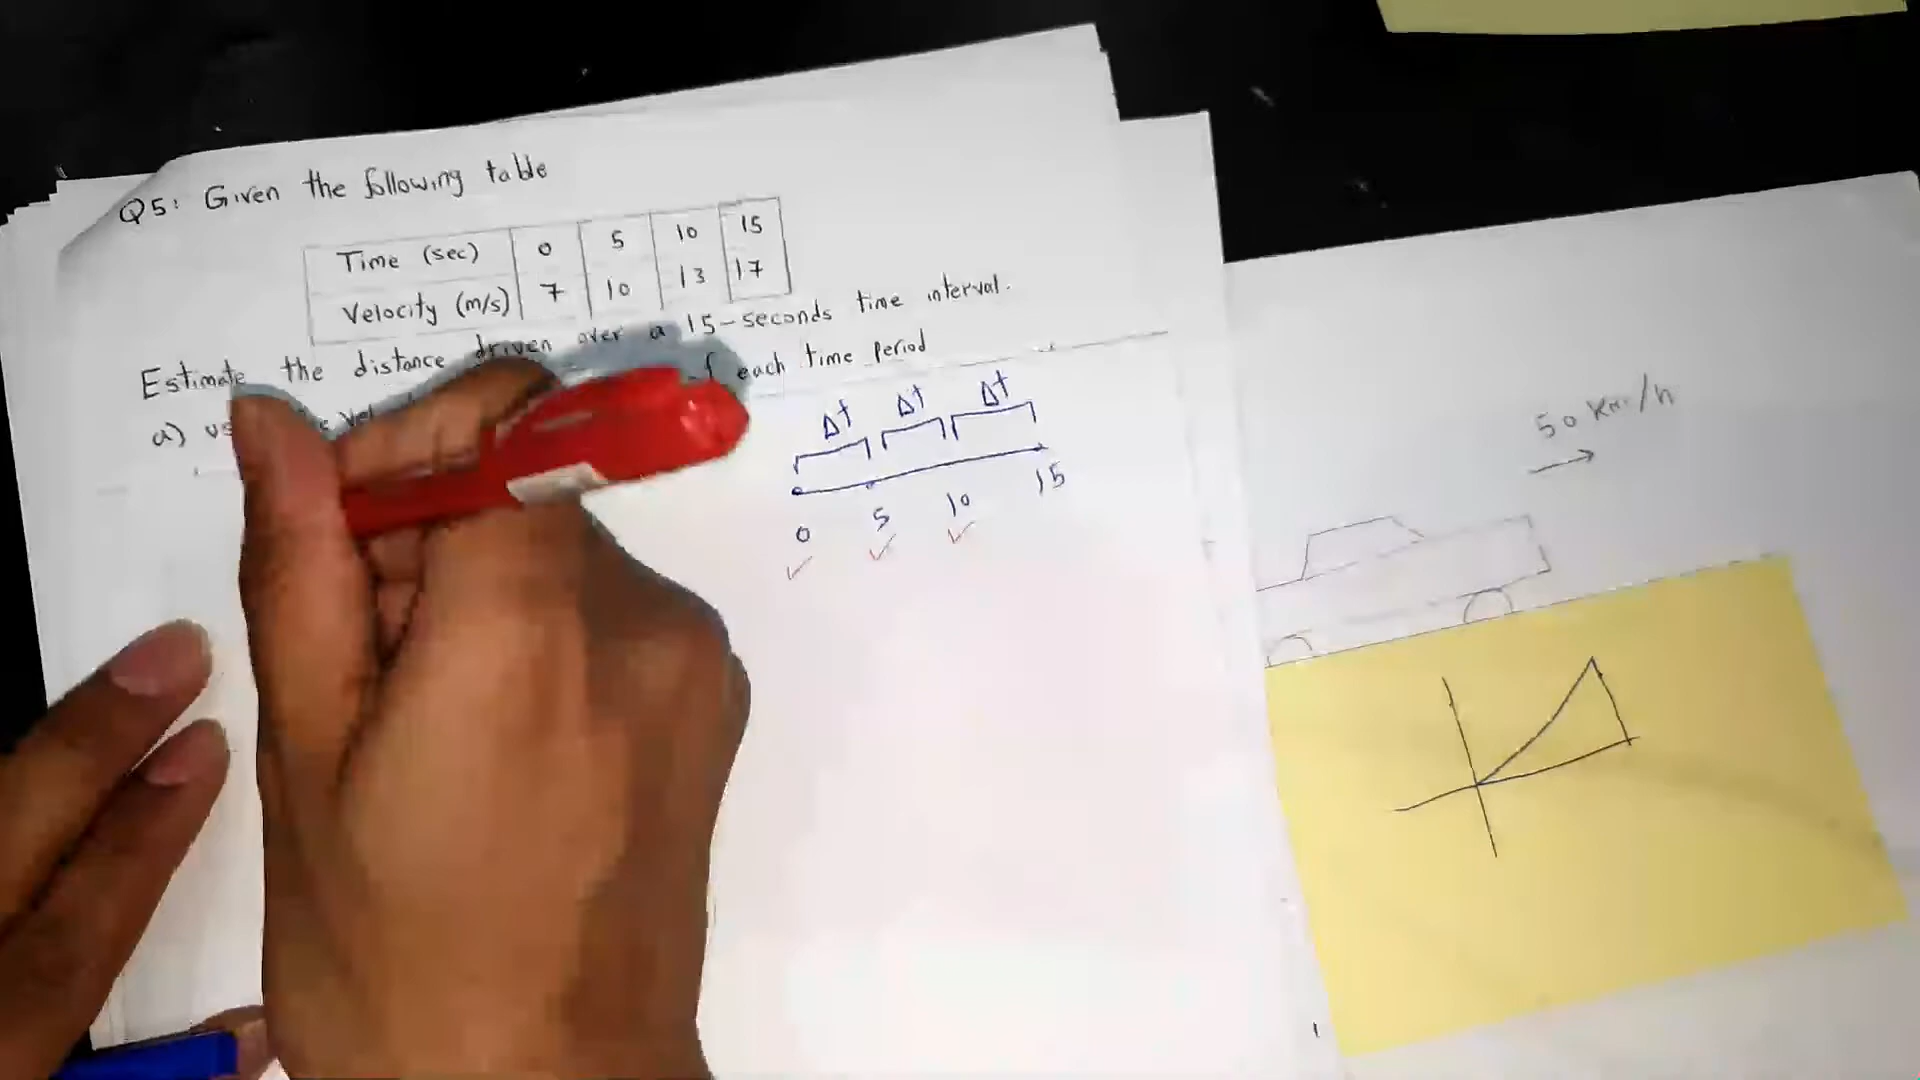 Q5: Given the following table
Time (sec) 0 5 10 15
Velocity (m/s) 7 10 13 17
Estimate the distance driven over a 15-seconds time interval.
a) each time period
Δt Δt Δt
0 5 10 15
50 Km/h